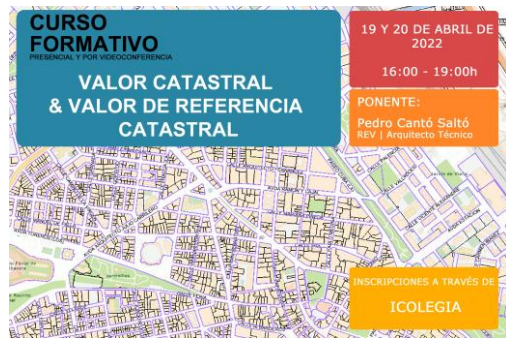 CURSO
FORMATIVO
PRESENCIAL Y POR VIDEOCONFERENCIA
VALOR CATASTRAL
& VALOR DE REFERENCIA
CATASTRAL
19 Y 20 DE ABRIL DE
2022
16:00 - 19:00h
PONENTE:
Pedro Cantó Saltó
REV | Arquitecto Técnico
INSCRIPCIONES A TRAVÉS DE
ICOLEGIA